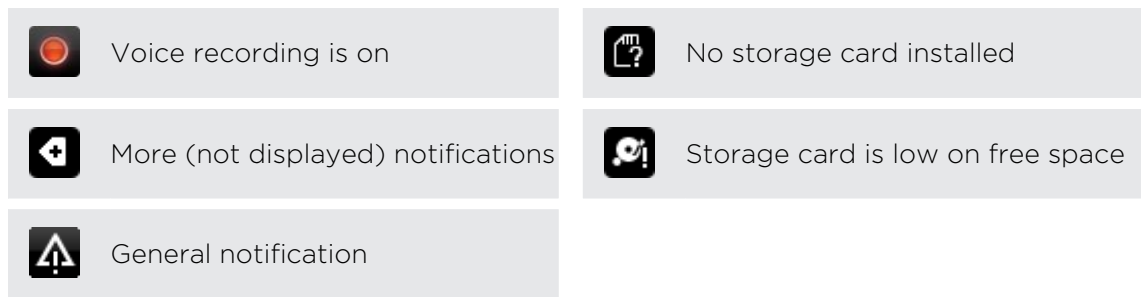 Voice recording is on
No storage card installed
More (not displayed) notifications
Storage card is low on free space
General notification